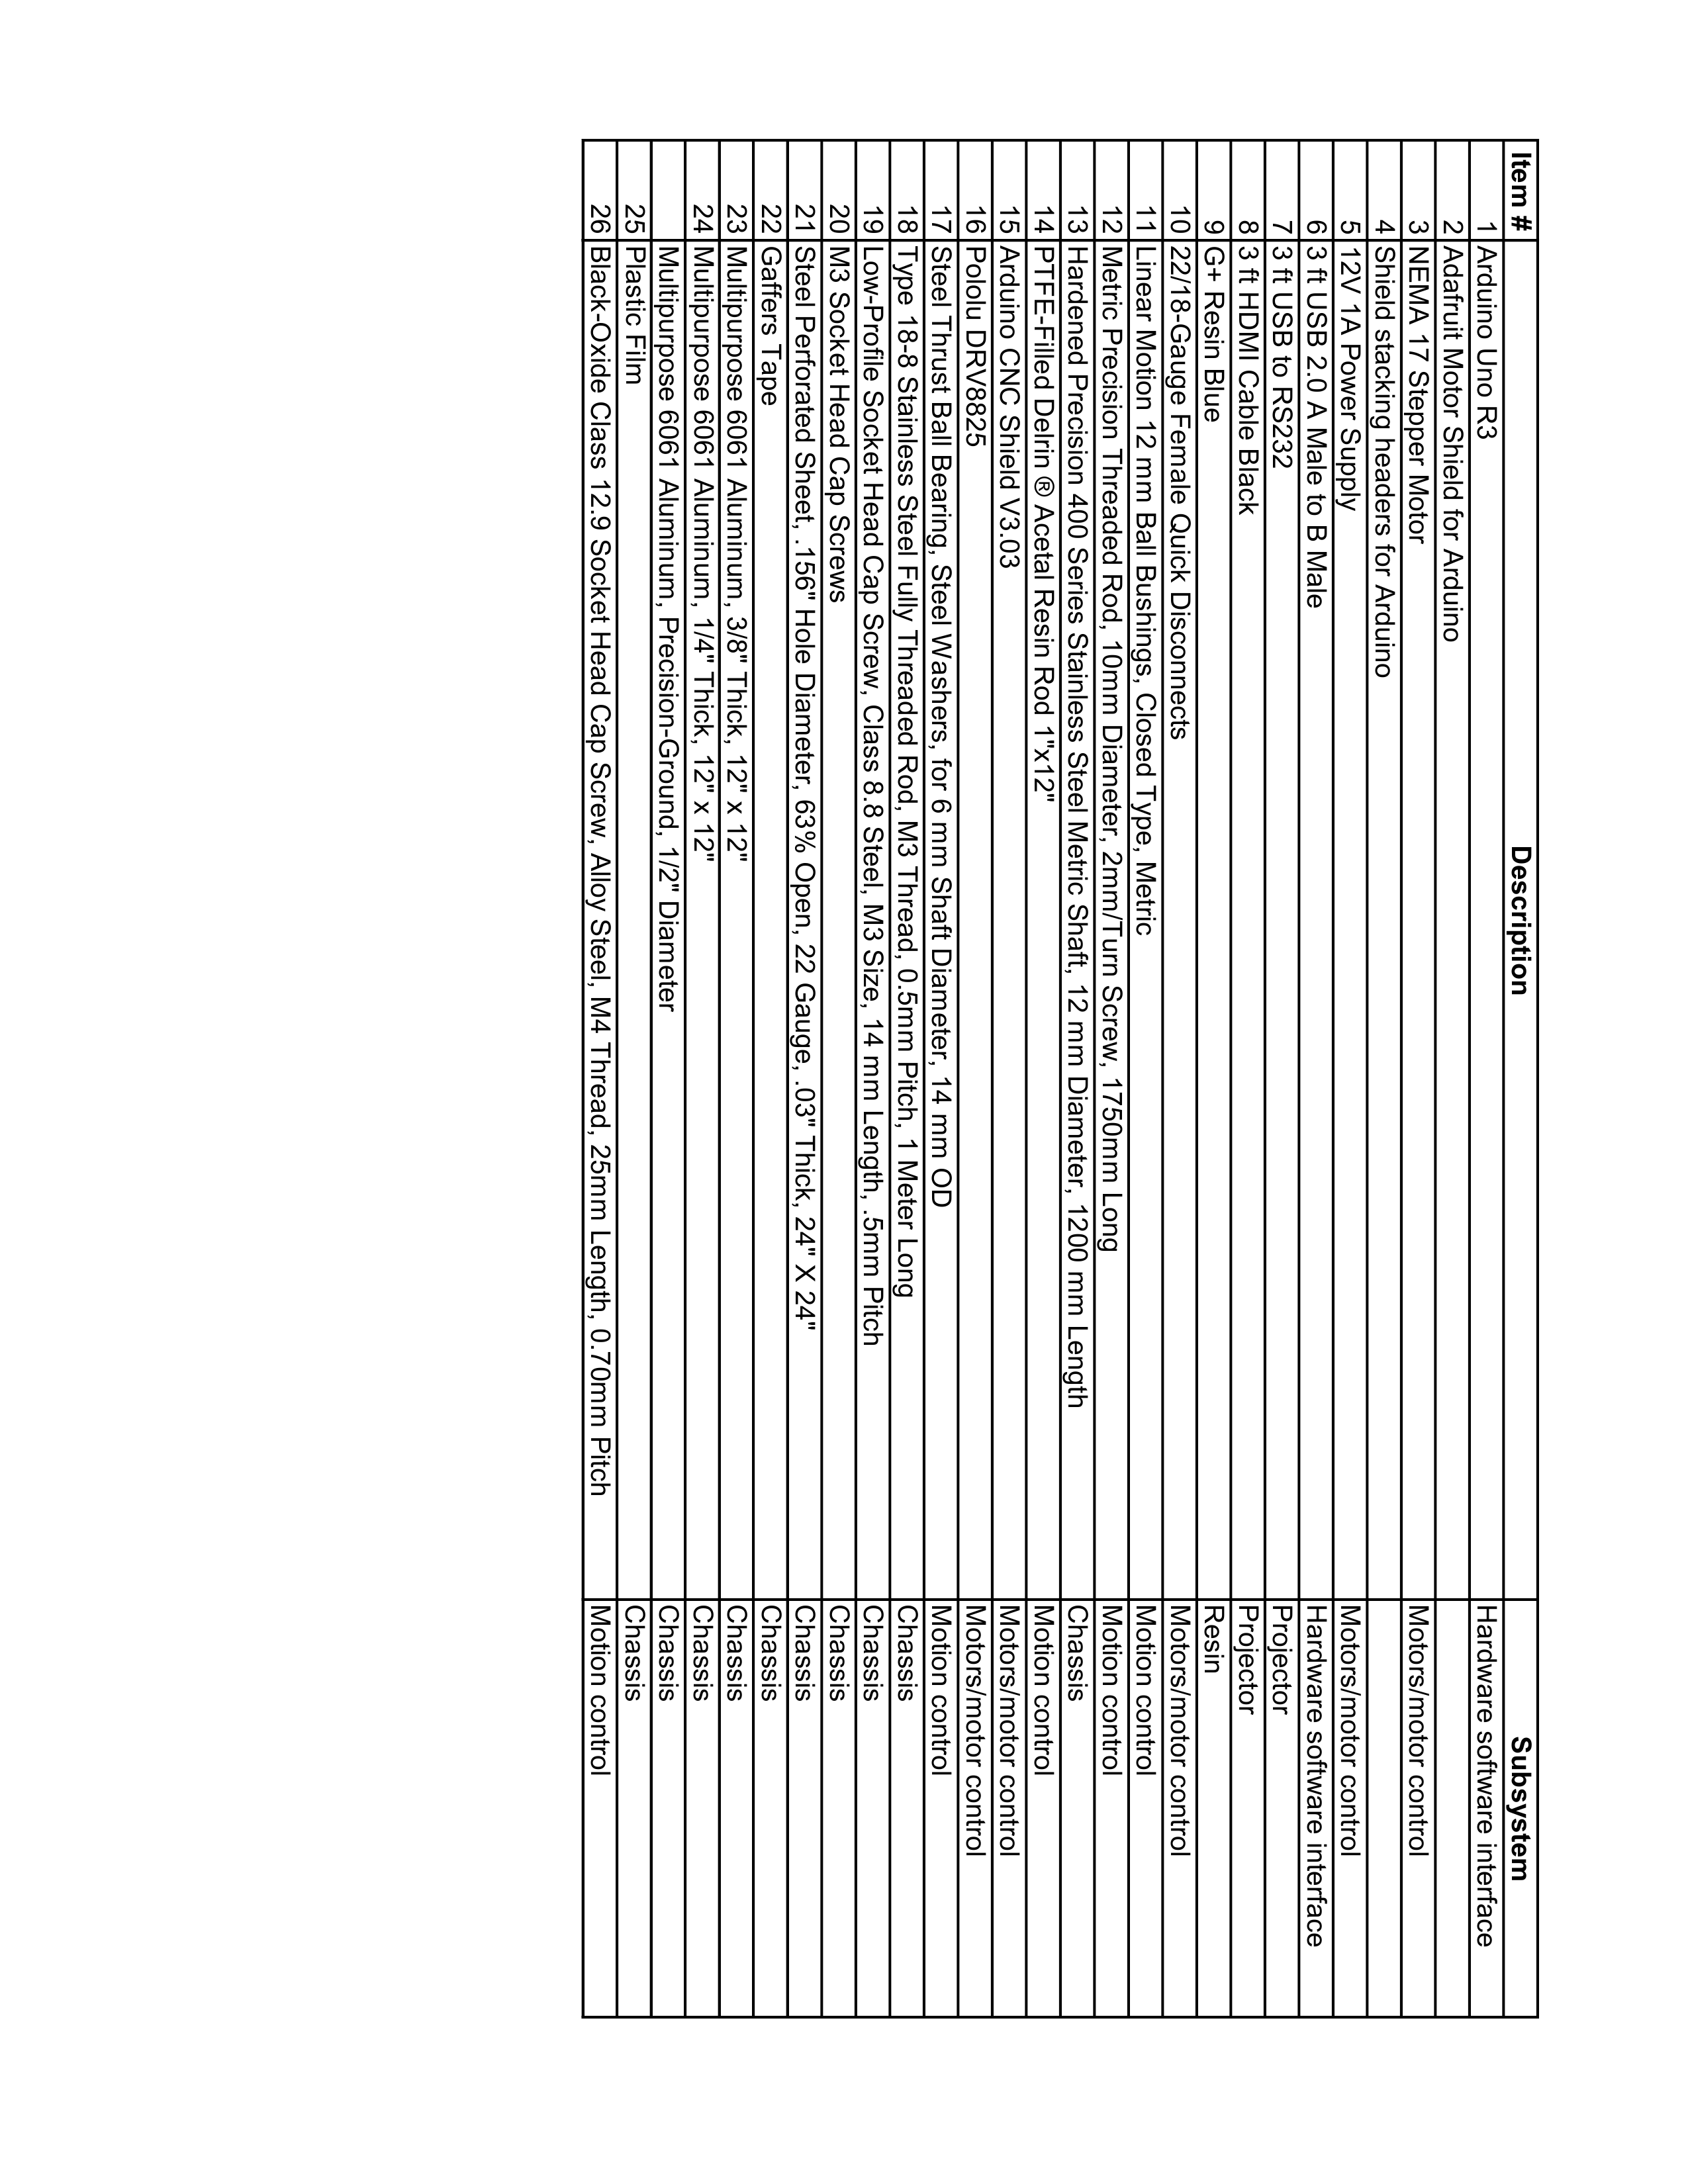 Item # Description Subsystem
1 Arduino Uno R3 Hardware software interface
2 Adafruit Motor Shield for Arduino
3 NEMA 17 Stepper Motor Motors/motor control
4 Shield stacking headers for Arduino
5 12V 1A Power Supply Motors/motor control
6 3 ft USB 2.0 A Male to B Male Hardware software interface
7 3 ft USB to RS232 Projector
8 3 ft HDMI Cable Black Projector
9 G+ Resin Blue Resin
10 22/18-Gauge Female Quick Disconnects Motors/motor control
11 Linear Motion 12 mm Ball Bushings, Closed Type, Metric Motion control
12 Metric Precision Threaded Rod, 10mm Diameter, 2mm/Turn Screw, 1750mm Long Motion control
13 Hardened Precision 400 Series Stainless Steel Metric Shaft, 12 mm Diameter, 1200 mm Length Chassis
14 PTFE-Filled Delrin ® Acetal Resin Rod 1"x12" Motion control
15 Arduino CNC Shield V3.03 Motors/motor control
16 Pololu DRV8825 Motors/motor control
17 Steel Thrust Ball Bearing, Steel Washers, for 6 mm Shaft Diameter, 14 mm OD Motion control
18 Type 18-8 Stainless Steel Fully Threaded Rod, M3 Thread, 0.5mm Pitch, 1 Meter Long Chassis
19 Low-Profile Socket Head Cap Screw, Class 8.8 Steel, M3 Size, 14 mm Length, .5mm Pitch Chassis
20 M3 Socket Head Cap Screws Chassis
21 Steel Perforated Sheet, .156" Hole Diameter, 63% Open, 22 Gauge, .03" Thick, 24" X 24" Chassis
22 Gaffers Tape Chassis
23 Multipurpose 6061 Aluminum, 3/8" Thick, 12" x 12" Chassis
24 Multipurpose 6061 Aluminum, 1/4" Thick, 12" x 12" Chassis
Multipurpose 6061 Aluminum, Precision-Ground, 1/2" Diameter Chassis
25 Plastic Film Chassis
26 Black-Oxide Class 12.9 Socket Head Cap Screw, Alloy Steel, M4 Thread, 25mm Length, 0.70mm Pitch Motion control